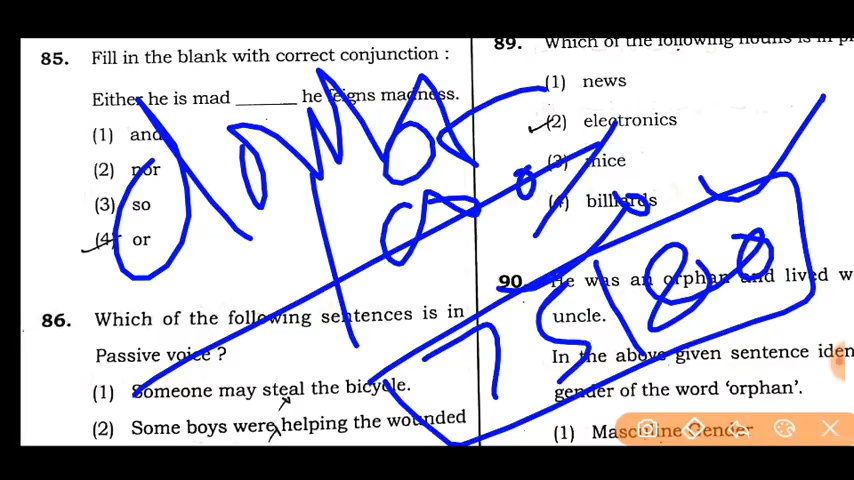 85. Fill in the blank with correct conjunction :
Either he is mad ______ he feigns madness.
(1) and
(2) nor
(3) so
(4) or
86. Which of the following sentences is in
Passive voice ?
(1) Someone may steal the bicycle.
(2) Some boys were helping the wounded
89. Which of the following nouns is in
(1) news
(2) electronics
(3) mice
(4) billiards
90. He was an orphan and lived
uncle.
In the above given sentence
gender of the word 'orphan'.
(1) Masculine Gender
75 80